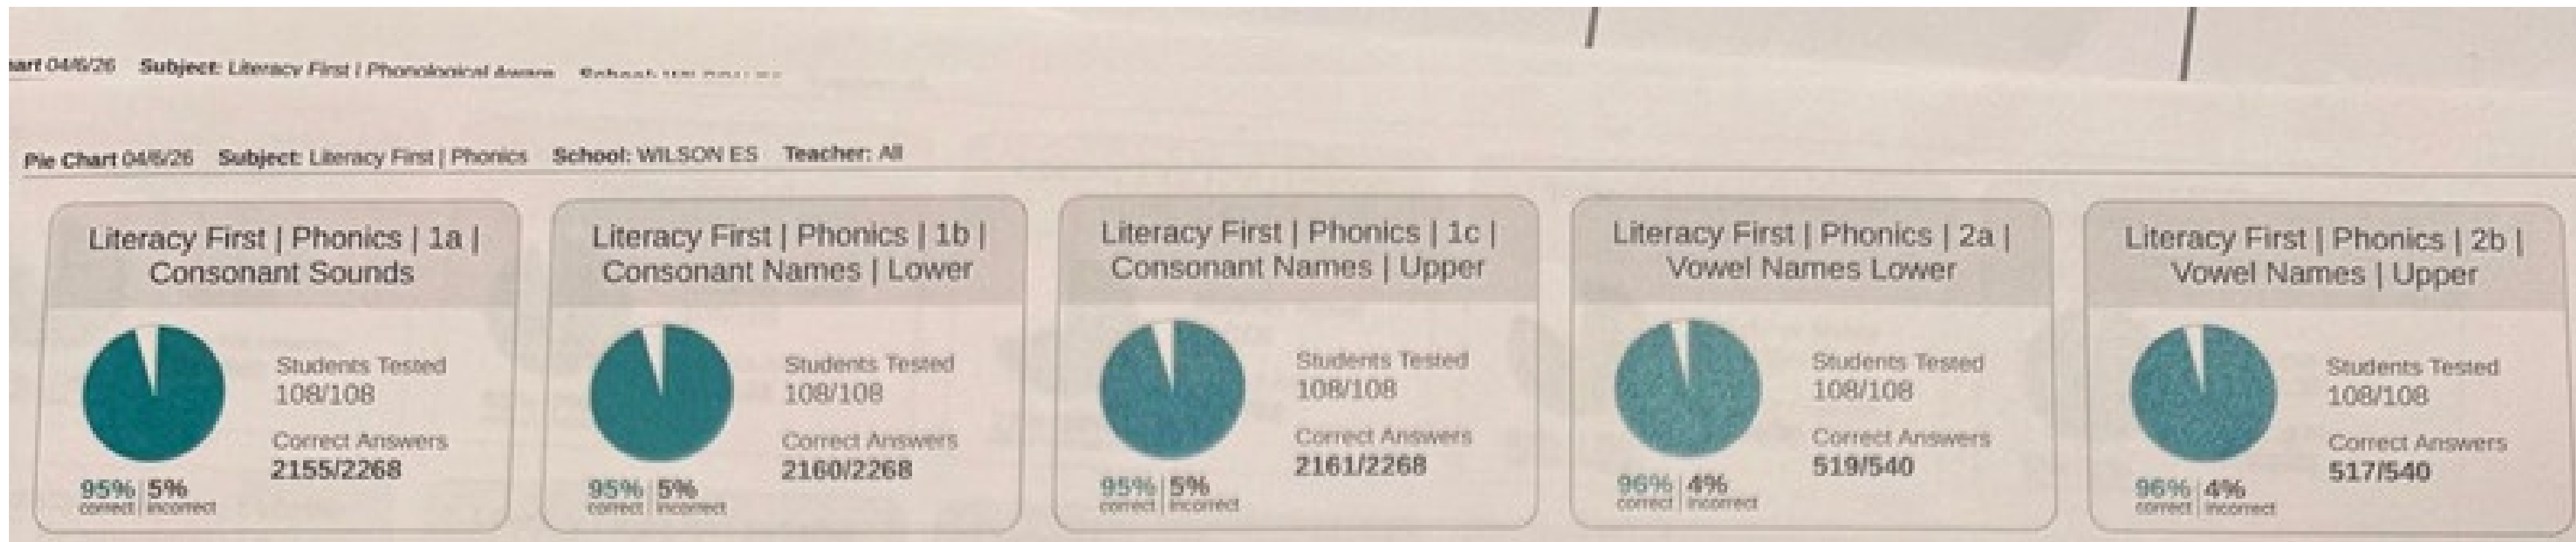 art 04/6/26 Subject: Literacy First | Phonological Aware
Pie Chart 04/6/26 Subject: Literacy First | Phonics School: WILSON ES Teacher: All
Literacy First | Phonics | 1a |
Consonant Sounds
Students Tested
108/108
Correct Answers
2155/2268
95% 5%
correct incorrect
Literacy First | Phonics | 1b |
Consonant Names | Lower
Students Tested
108/108
Correct Answers
2160/2268
95% 5%
correct incorrect
Literacy First | Phonics | 1c |
Consonant Names | Upper
Students Tested
108/108
Correct Answers
2161/2268
95% 5%
correct incorrect
Literacy First | Phonics | 2a |
Vowel Names Lower
Students Tested
108/108
Correct Answers
519/540
96% 4%
correct incorrect
Literacy First | Phonics | 2b |
Vowel Names | Upper
Students Tested
108/108
Correct Answers
517/540
96% 4%
correct incorrect